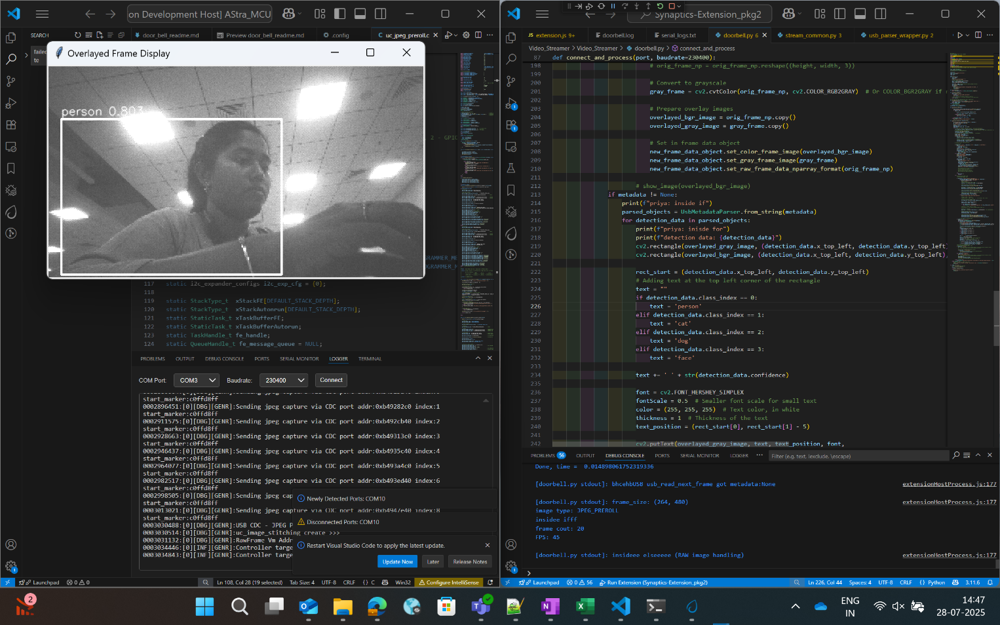 on Development Host] AStra_MCU
SEARCH
door_bell_readme.md
Preview door_bell_readme.md
.config
uc_jpeg_preroll.c
failed
te
Overlayed Frame Display
person 0.803
117 static i2c_expander_configs i2c_exp_cfg = {0};
118
119 static StackType_t xStackFE[DEFAULT_STACK_DEPTH];
120 static StackType_t xStackAutorun[DEFAULT_STACK_DEPTH];
121 static StaticTask_t xTaskBufferFE;
122 static StaticTask_t xTaskBufferAutorun;
123 static TaskHandle_t fe_handle;
124 static QueueHandle_t fe_message_queue = NULL;
PROBLEMS OUTPUT DEBUG CONSOLE PORTS SERIAL MONITOR LOGGER TERMINAL
COM Port: COM3 Baudrate: 230400 Connect
start_marker:c0ffd8ff
0002896451:[0][DBG][GENR]:Sending jpeg capture via CDC port addr:0xb49282c0 index:1
start_marker:c0ffd8ff
0002911575:[0][DBG][GENR]:Sending jpeg capture via CDC port addr:0xb492cb40 index:2
start_marker:c0ffd8ff
0002928663:[0][DBG][GENR]:Sending jpeg capture via CDC port addr:0xb49313c0 index:3
start_marker:c0ffd8ff
0002946437:[0][DBG][GENR]:Sending jpeg capture via CDC port addr:0xb4935c40 index:4
start_marker:c0ffd8ff
0002964077:[0][DBG][GENR]:Sending jpeg capture via CDC port addr:0xb493a4c0 index:5
start_marker:c0ffd8ff
0002982517:[0][DBG][GENR]:Sending jpeg capture via CDC port addr:0xb493ed40 index:6
start_marker:c0ffd8ff
0002998505:[0][DBG][GENR]:Sending jpeg cap
start_marker:c0ffd8ff
0003013021:[0][DBG][GENR]:Sending jpeg capture via CDC port addr:0xb4947e40 index:8
start_marker:c0ffd8ff
0003030488:[0][DBG][GENR]:USB CDC - JPEG P
0003030514:[0][DBG][GENR]:uc_image_stitching create >>>
0003031132:[0][DBG][GENR]:RawFrame Vm Addr
0003034446:[0][INF][GENR]:Controller targe
0003034843:[0][INF][GENR]:Controller targe
Newly Detected Ports: COM10
Disconnected Ports: COM10
Restart Visual Studio Code to apply the latest update.
Update Now Later Release Notes
Launchpad 0 0 Ln 108, Col 28 (19 selected) Tab Size: 4 UTF-8 CRLF {} C Win32 Configure IntelliSense
Synaptics-Extension_pkg2
extension.js 9+ doorbell.log serial_logs.txt doorbell.py 6 stream_common.py 3 usb_parser_wrapper.py 2
Video_Streamer > Video_Streamer > doorbell.py > connect_and_process
87 def connect_and_process(port, baudrate=230400):
198 # orig_frame_np = orig_frame_np.reshape((height, width, 3))
199
200 # Convert to grayscale
201 gray_frame = cv2.cvtColor(orig_frame_np, cv2.COLOR_RGB2GRAY) # Or COLOR_BGR2GRAY if
202
203 # Prepare overlay images
204 overlayed_bgr_image = orig_frame_np.copy()
205 overlayed_gray_image = gray_frame.copy()
206
207 # Set in frame data object
208 new_frame_data_object.set_color_frame_image(overlayed_bgr_image)
209 new_frame_data_object.set_gray_frame_image(gray_frame)
210 new_frame_data_object.set_raw_frame_data_nparray_format(orig_frame_np)
211
212 # show_image(overlayed_bgr_image)
213 if metadata != None:
214 print(f"priya: inside if")
215 parsed_objects = UsbMetadataParser.from_string(metadata)
216 for detection_data in parsed_objects:
217 print(f"priya: inisde for")
218 print(f"detection data: {detection_data}")
219 cv2.rectangle(overlayed_gray_image, (detection_data.x_top_left, detection_data.y_top_left)
220 cv2.rectangle(overlayed_bgr_image, (detection_data.x_top_left, detection_data.y_top_left),
221
222 rect_start = (detection_data.x_top_left, detection_data.y_top_left)
223 # Adding text at the top left corner of the rectangle
224 text = ""
225 if detection_data.class_index == 0:
226 text = 'person'
227 elif detection_data.class_index == 1:
228 text = 'cat'
229 elif detection_data.class_index == 2:
230 text = 'dog'
231 elif detection_data.class_index == 3:
232 text = 'face'
233
234 text += ' ' + str(detection_data.confidence)
235
236 font = cv2.FONT_HERSHEY_SIMPLEX
237 fontScale = 0.5 # Smaller font scale for small text
238 color = (255, 255, 255) # Text color, in white
239 thickness = 1 # Thickness of the text
240 text_position = (rect_start[0], rect_start[1] - 5)
241
242 cv2.putText(overlayed_gray_image, text, text_position, font,
PROBLEMS 56 OUTPUT DEBUG CONSOLE PORTS SERIAL MONITOR LOGGER Filter (e.g. text, !exclude, \escape)
Done, time = 0.014898061752319336
[doorbell.py stdout]: bhcehbUSB usb_read_next_frame got metadata:None extensionHostProcess.js:177
[doorbell.py stdout]: frame_size: (264, 480) extensionHostProcess.js:177
image type: JPEG_PREROLL
insidee ifff
frame cout: 20
FPS: 45
[doorbell.py stdout]: insideee elseeeee (RAW image handling) extensionHostProcess.js:177
Launchpad 0 56 Run Extension (Synaptics-Extension_pkg2) Ln 226, Col 44 Spaces: 4 UTF-8 CRLF {} Python 3.11.6
2
ENG
IN
14:47
28-07-2025